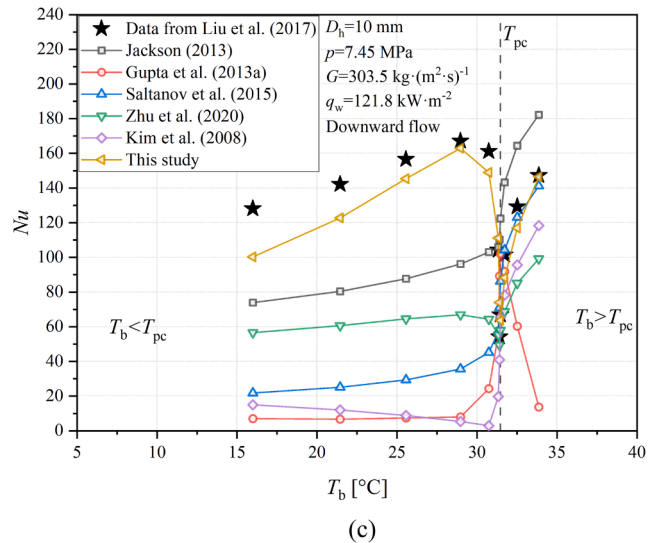 240
220
200
180
160
140
120
100
80
60
40
20
0
Nu
Data from Liu et al. (2017)
Jackson (2013)
Gupta et al. (2013a)
Saltanov et al. (2015)
Zhu et al. (2020)
Kim et al. (2008)
This study
Dh=10 mm
p=7.45 MPa
G=303.5 kg·(m²·s)⁻¹
qw=121.8 kW·m⁻²
Downward flow
Tpc
Tb<Tpc
Tb>Tpc
5 10 15 20 25 30 35 40
Tb [°C]
(c)